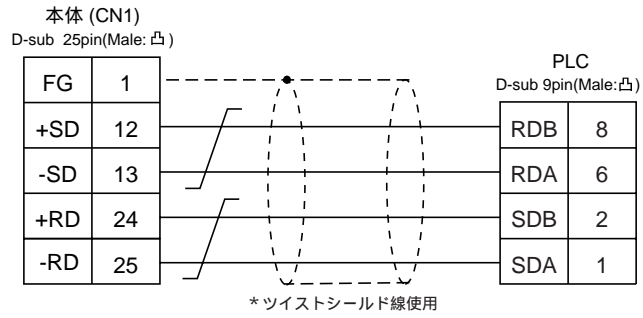 本体 (CN1)
D-sub 25pin(Male: 凸)
PLC
D-sub 9pin(Male:凸)
FG 1
+SD 12 RDB 8
-SD 13 RDA 6
+RD 24 SDB 2
-RD 25 SDA 1
*ツイストシールド線使用